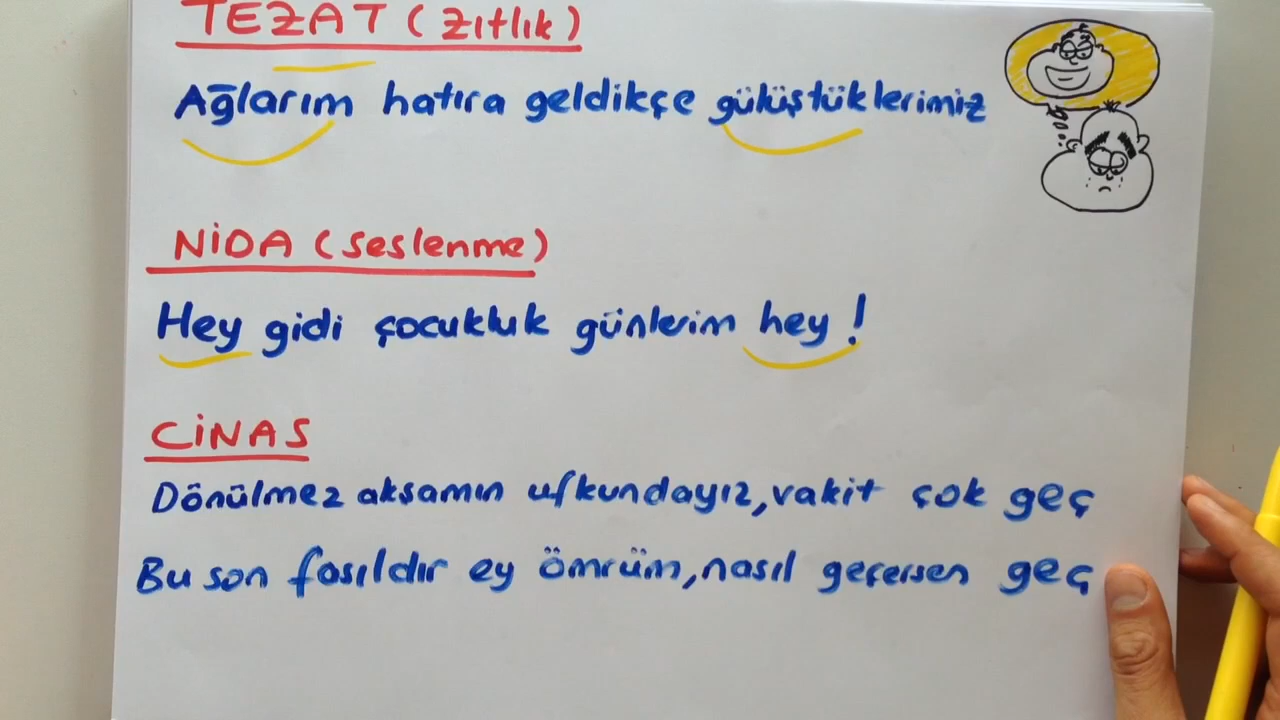 TEZAT (Zıtlık)
Ağlarım hatıra geldikçe gülüştüklerimiz
NİDA (Seslenme)
Hey gidi çocukluk günlerim hey !
CİNAS
Dönülmez akşamın ufkundayız, vakit çok geç
Bu son fasıldır ey ömrüm, nasıl geçersen geç